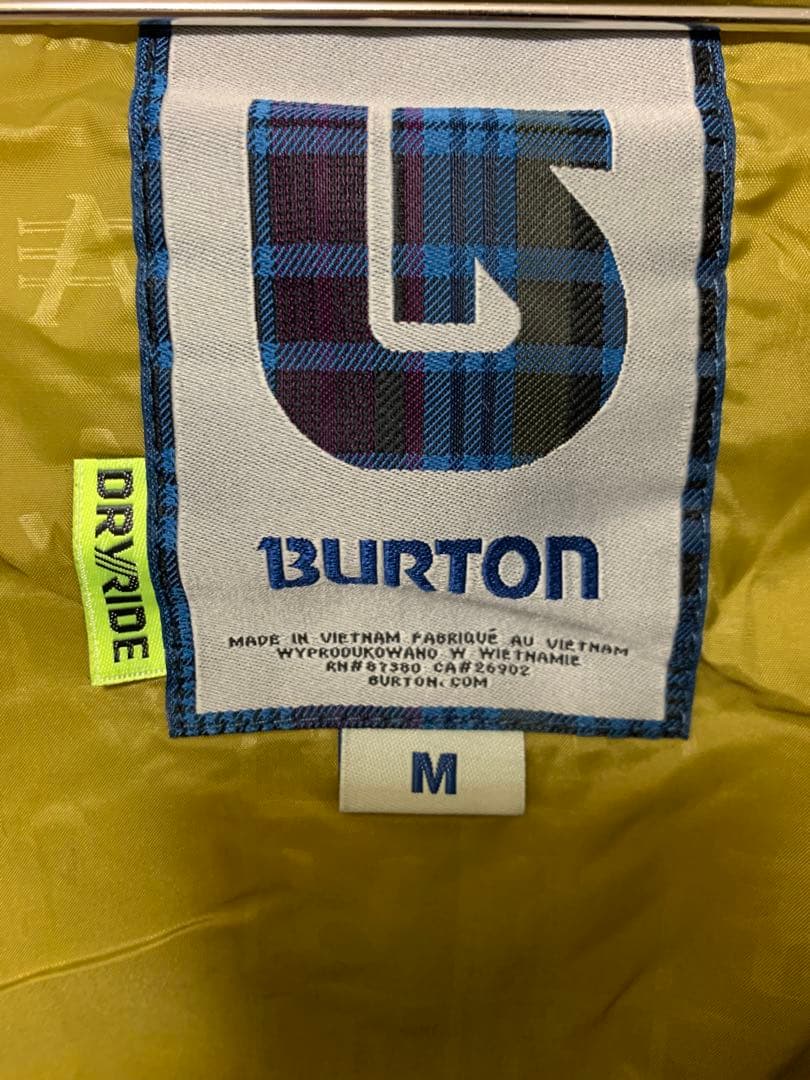 BURTON
DRYRIDE
MADE IN VIETNAM FABRIQUÉ AU VIETNAM
WYPRODUKOWANO W WIETNAMIE
RN#87380 CA#26902
BURTON.COM
M